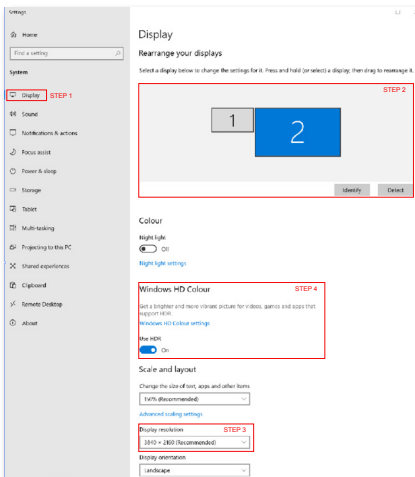 Settings
Home
Find a setting
System
Display
STEP 1
Sound
Notifications & actions
Focus assist
Power & sleep
Storage
Tablet
Multi-tasking
Projecting to this PC
Shared experiences
Clipboard
Remote Desktop
About
Display
Rearrange your displays
Select a display below to change the settings for it. Press and hold (or select) a display, then drag to rearrange it.
STEP 2
1
2
Identify
Detect
Colour
Night light
Off
Night light settings
Windows HD Colour
STEP 4
Get a brighter and more vibrant picture for videos, games and apps that
support HDR.
Windows HD Colour settings
Use HDR
On
Scale and layout
Change the size of text, apps and other items
150% (Recommended)
Advanced scaling settings
Display resolution
STEP 3
3840 × 2160 (Recommended)
Display orientation
Landscape